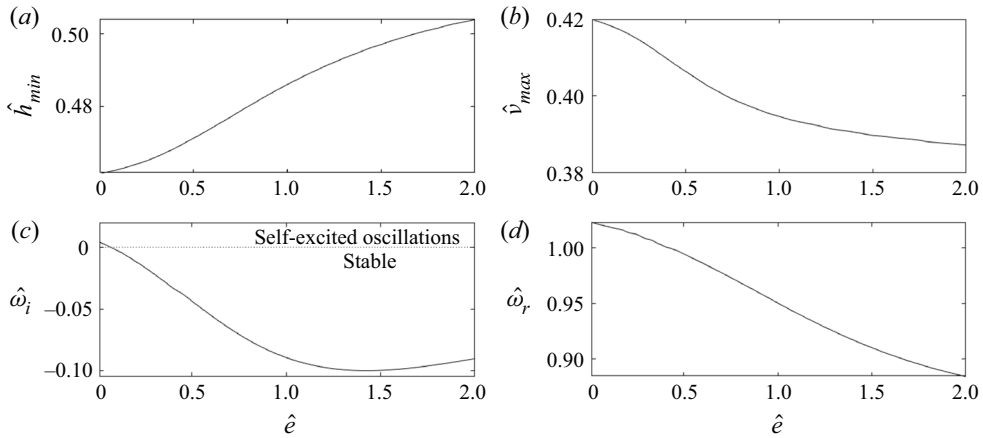 (a)
0.50
0.48
ĥmin
0 0.5 1.0 1.5 2.0
(b)
0.42
0.40
0.38
v̂max
0 0.5 1.0 1.5 2.0
(c)
0
–0.05
–0.10
ω̂i
Self-excited oscillations
Stable
0 0.5 1.0 1.5 2.0
ê
(d)
1.00
0.95
0.90
ω̂r
0 0.5 1.0 1.5 2.0
ê